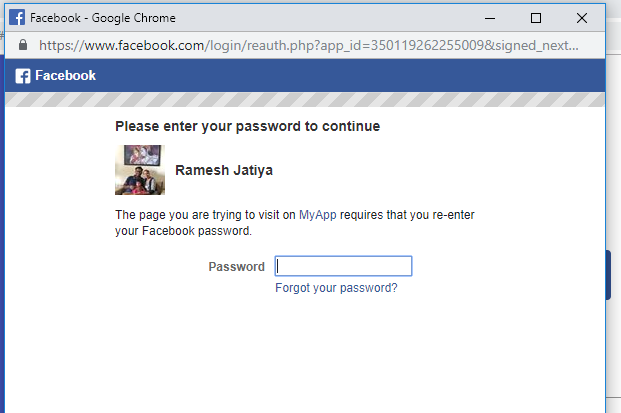 Facebook - Google Chrome
https://www.facebook.com/login/reauth.php?app_id=350119262255009&signed_next...
Facebook
Please enter your password to continue
Ramesh Jatiya
The page you are trying to visit on MyApp requires that you re-enter
your Facebook password.
Password
Forgot your password?